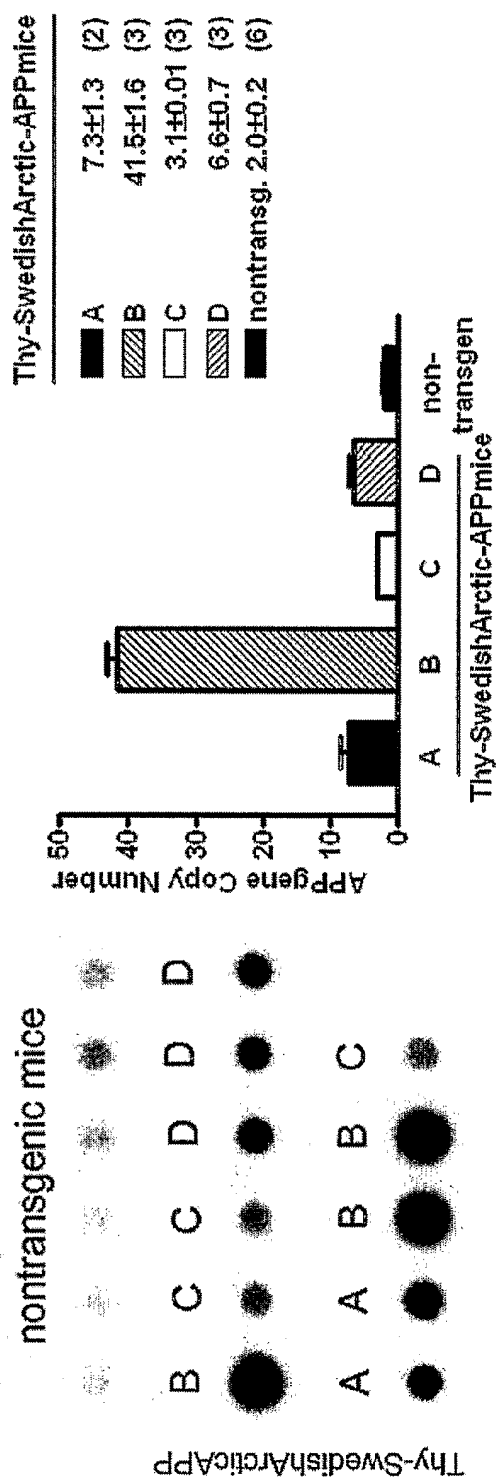 nontransgenic mice
B C C D D D
A A B B C
Thy-SwedishArcticAPP
APPgene Copy Number
50
40
30
20
10
0
A B C D non-transgen
Thy-SwedishArctic-APPmice
Thy-SwedishArctic-APPmice
A 7.3±1.3 (2)
B 41.5±1.6 (3)
C 3.1±0.01 (3)
D 6.6±0.7 (3)
nontransg. 2.0±0.2 (6)